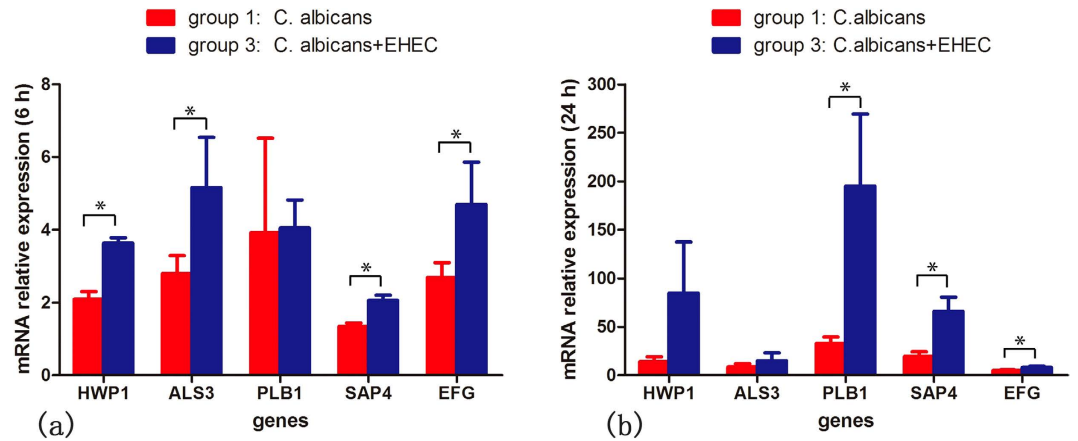 group 1: C. albicans
group 3: C. albicans+EHEC
mRNA relative expression (6 h)
8
6
4
2
0
*
*
*
*
HWP1 ALS3 PLB1 SAP4 EFG
genes
(a)
group 1: C.albicans
group 3: C.albicans+EHEC
mRNA relative expression (24 h)
300
250
200
150
100
50
0
*
*
*
HWP1 ALS3 PLB1 SAP4 EFG
genes
(b)